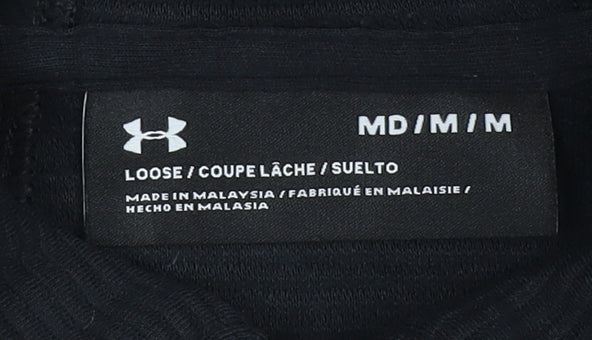 MD / M / M
LOOSE / COUPE LÂCHE / SUELTO
MADE IN MALAYSIA / FABRIQUÉ EN MALAISIE /
HECHO EN MALASIA